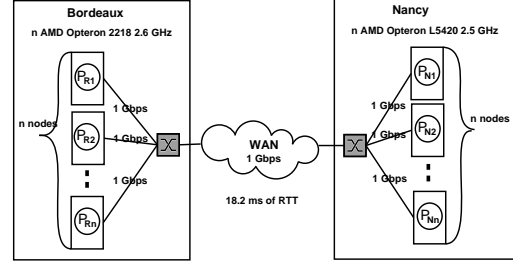 Bordeaux
n AMD Opteron 2218 2.6 GHz
PR1
1 Gbps
n nodes
PR2
1 Gbps
1 Gbps
PRn
WAN
1 Gbps
18.2 ms of RTT
Nancy
n AMD Opteron L5420 2.5 GHz
PN1
1 Gbps
PN2
n nodes
1 Gbps
1 Gbps
PNn